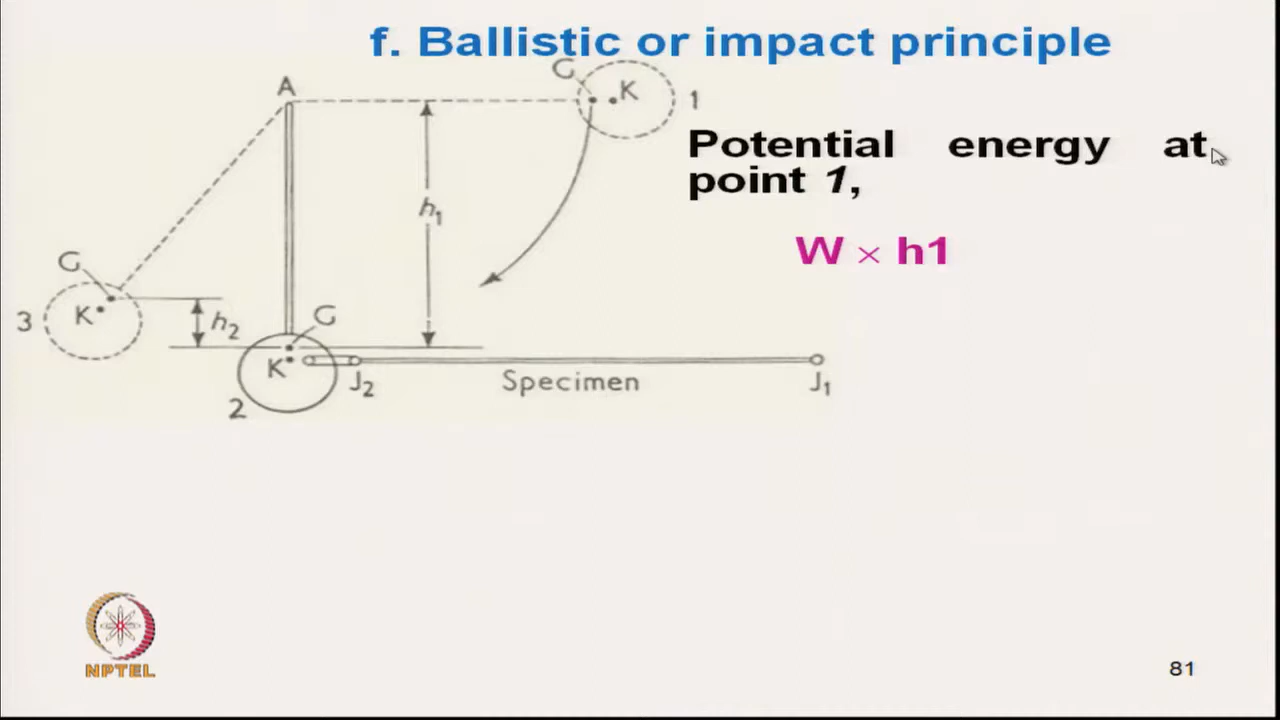 f. Ballistic or impact principle
G
K
1
A
Potential energy at
point 1,
h1
W × h1
G
K
3
h2
G
K
2
J2
Specimen
J1
NPTEL
81